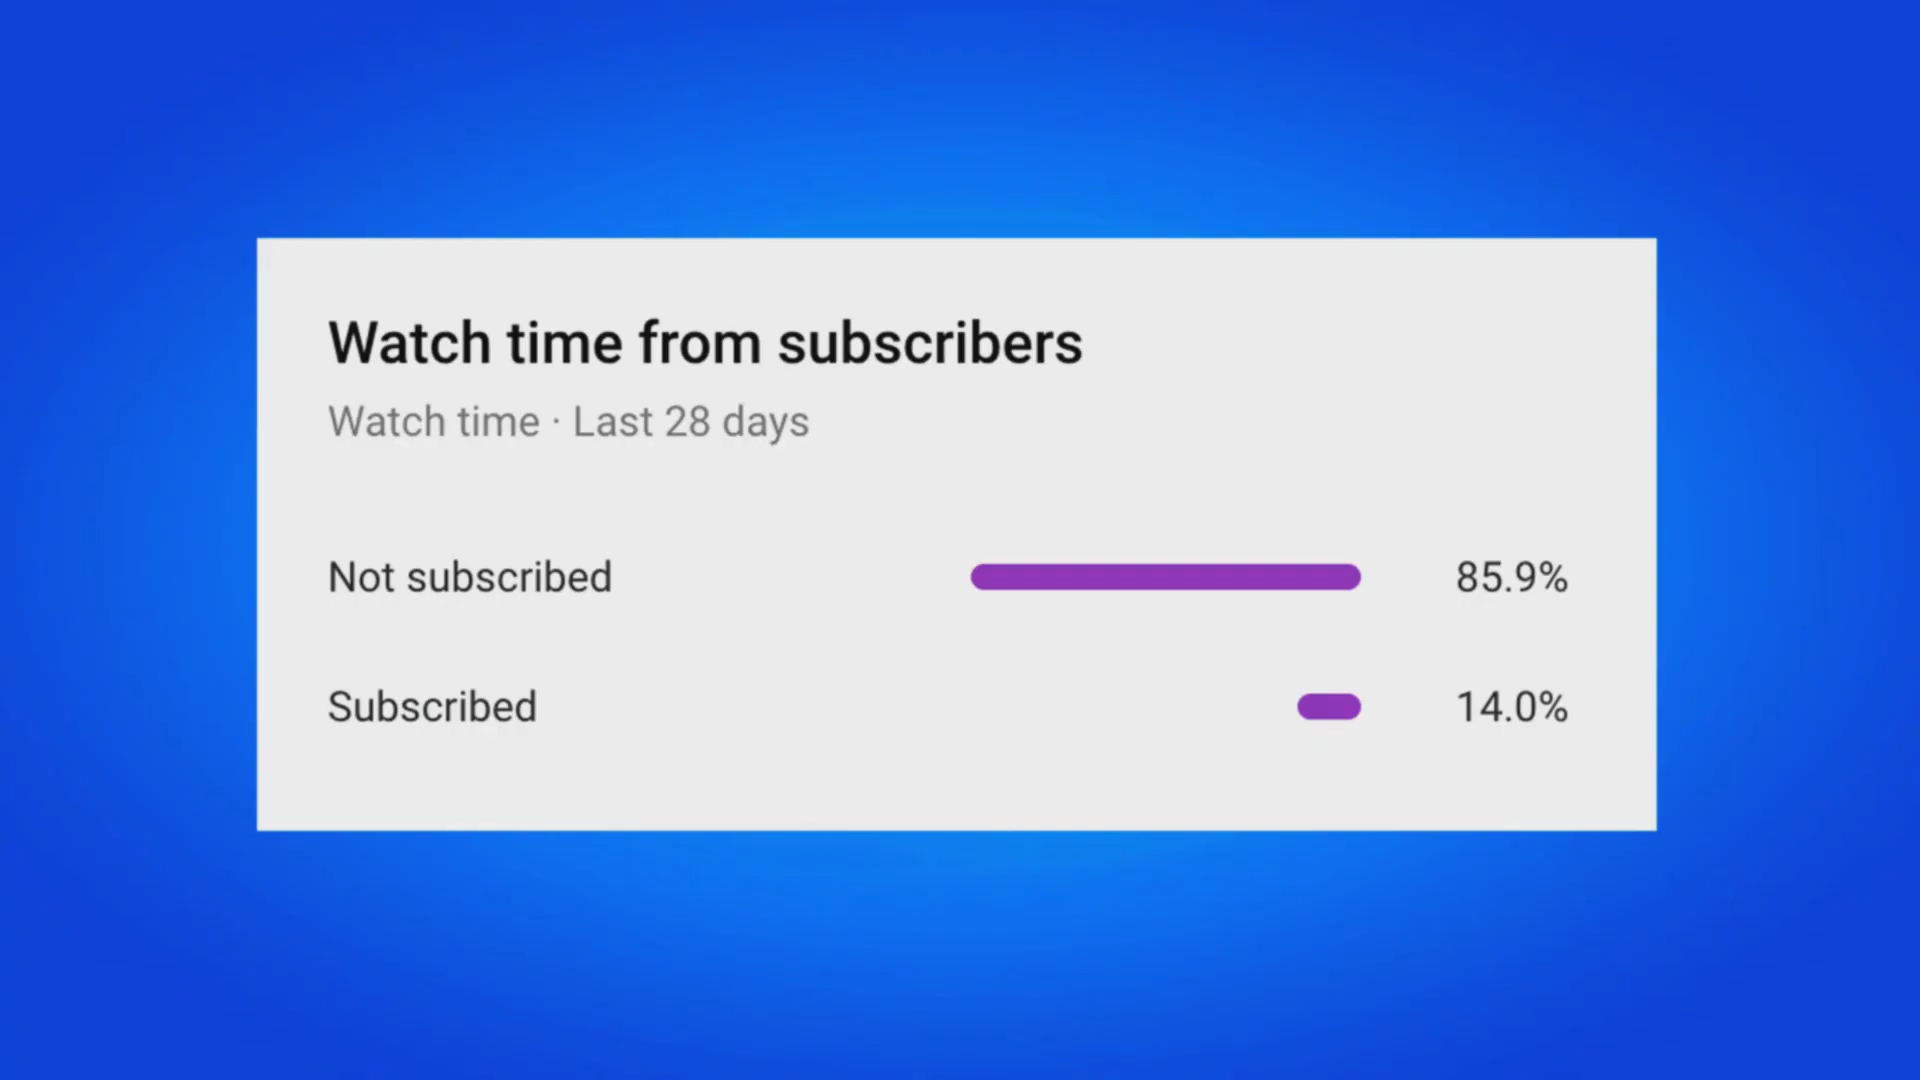 Watch time from subscribers
Watch time · Last 28 days
Not subscribed 85.9%
Subscribed 14.0%